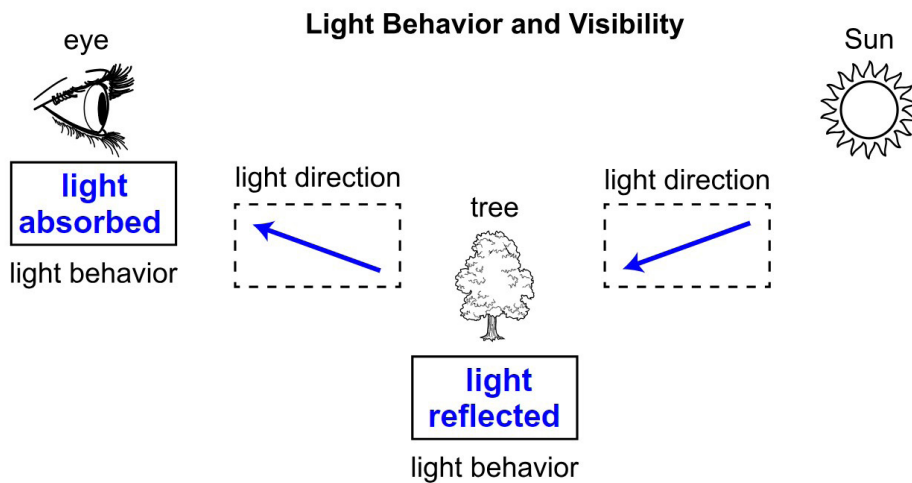 Light Behavior and Visibility
eye
Sun
light
absorbed
light behavior
light direction
tree
light direction
light
reflected
light behavior